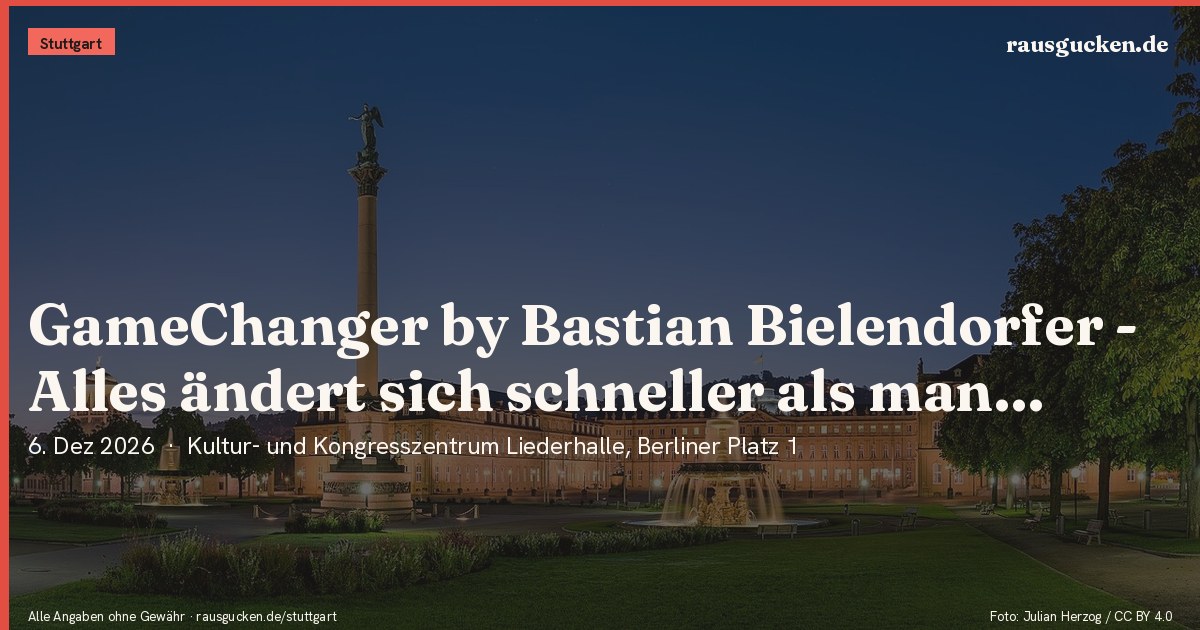 Stuttgart
rausgucken.de
GameChanger by Bastian Bielendorfer -
Alles ändert sich schneller als man...
6. Dez 2026 · Kultur- und Kongresszentrum Liederhalle, Berliner Platz 1
Alle Angaben ohne Gewähr · rausgucken.de/stuttgart
Foto: Julian Herzog / CC BY 4.0